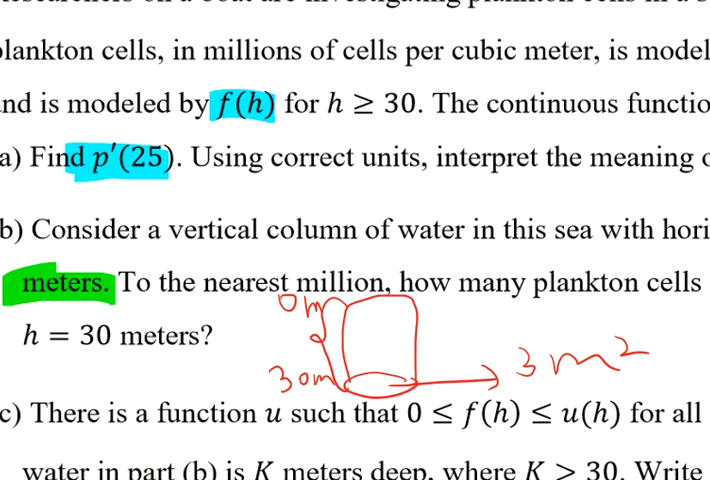 plankton cells, in millions of cells per cubic meter, is model
and is modeled by f(h) for h ≥ 30. The continuous functio
a) Find p′(25). Using correct units, interpret the meaning o
b) Consider a vertical column of water in this sea with hori
meters. To the nearest million, how many plankton cells
0m
h = 30 meters?
3m²
30m
c) There is a function u such that 0 ≤ f(h) ≤ u(h) for all
water in part (b) is K meters deep, where K > 30. Write